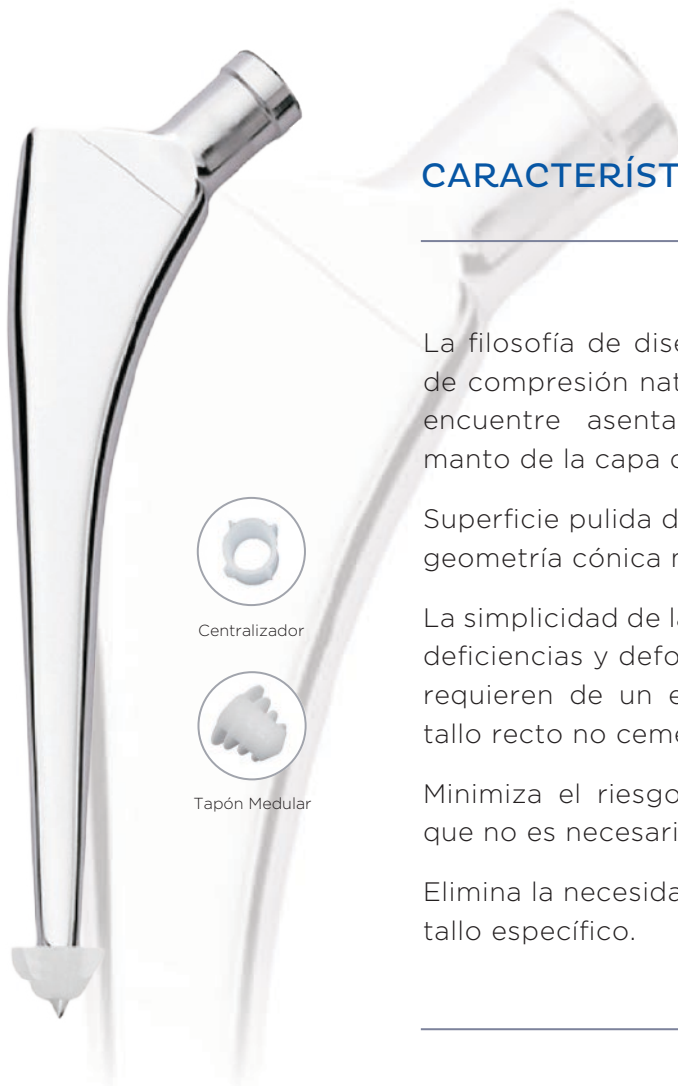 CARACTERÍST
La filosofía de dise
de compresión nat
encuentre asenta
manto de la capa
Superficie pulida d
geometría cónica
La simplicidad de
deficiencias y defo
requieren de un e
tallo recto no ceme
Minimiza el riesgo
que no es necesari
Elimina la necesida
tallo específico.
Centralizador
Tapón Medular